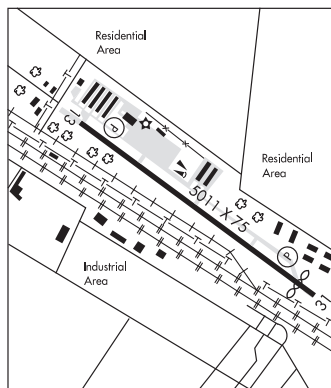 Residential
Area
P
13
Residential
Area
5011 X 75
P
Industrial
Area
31